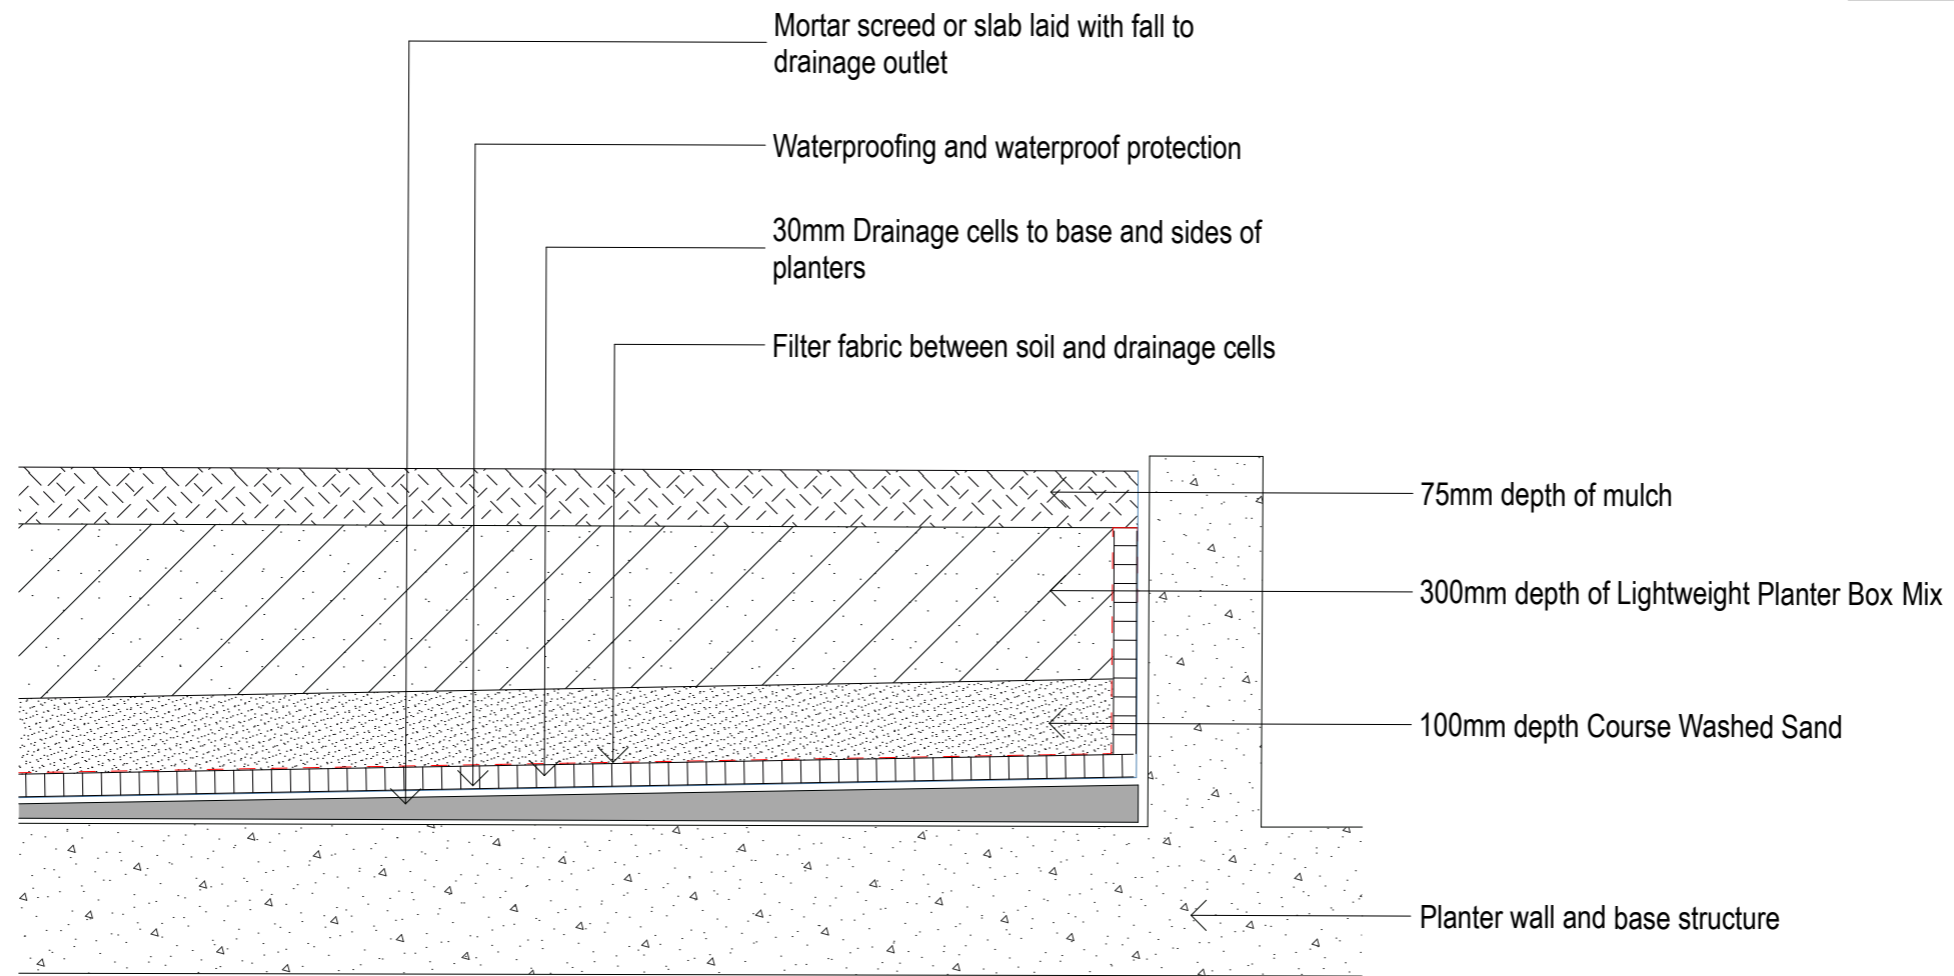 Mortar screed or slab laid with fall to
drainage outlet
Waterproofing and waterproof protection
30mm Drainage cells to base and sides of
planters
Filter fabric between soil and drainage cells
75mm depth of mulch
300mm depth of Lightweight Planter Box Mix
100mm depth Course Washed Sand
Planter wall and base structure